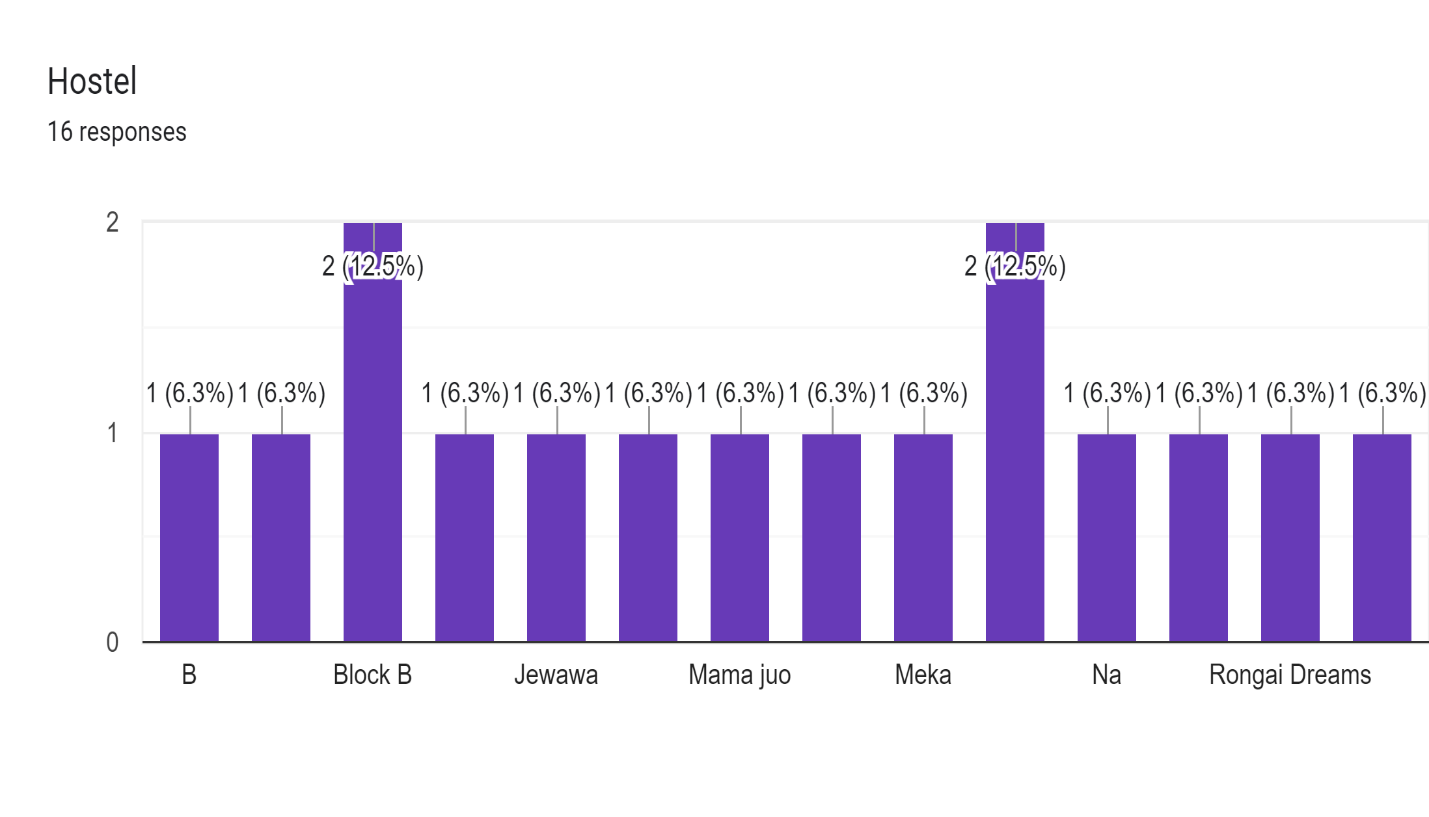 Hostel
16 responses
2
2 (12.5%) 2 (12.5%)
1 (6.3%) 1 (6.3%) 1 (6.3%) 1 (6.3%) 1 (6.3%) 1 (6.3%) 1 (6.3%) 1 (6.3%) 1 (6.3%) 1 (6.3%) 1 (6.3%) 1 (6.3%)
1
0
B Block B Jewawa Mama juo Meka Na Rongai Dreams